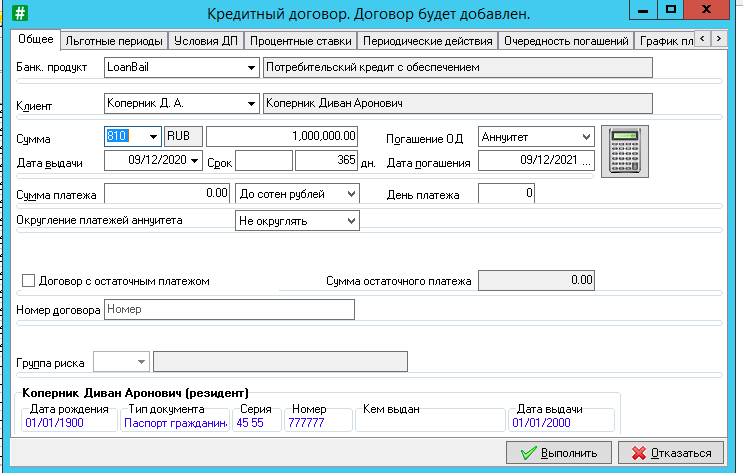 Кредитный договор. Договор будет добавлен.
Общее Льготные периоды Условия ДП Процентные ставки Периодические действия Очередность погашений График пл
Банк. продукт LoanBail Потребительский кредит с обеспечением
Клиент Коперник Д. А. Коперник Диван Аронович
Сумма 810 RUB 1,000,000.00 Погашение ОД Аннуитет
Дата выдачи 09/12/2020 Срок 365 дн. Дата погашения 09/12/2021 ...
Сумма платежа 0.00 До сотен рублей День платежа 0
Округление платежей аннуитета Не округлять
Договор с остаточным платежом Сумма остаточного платежа 0.00
Номер договора Номер
Группа риска
Коперник Диван Аронович (резидент)
Дата рождения Тип документа Серия Номер Кем выдан Дата выдачи
01/01/1900 Паспорт граждани 45 55 777777 01/01/2000
Выполнить Отказаться